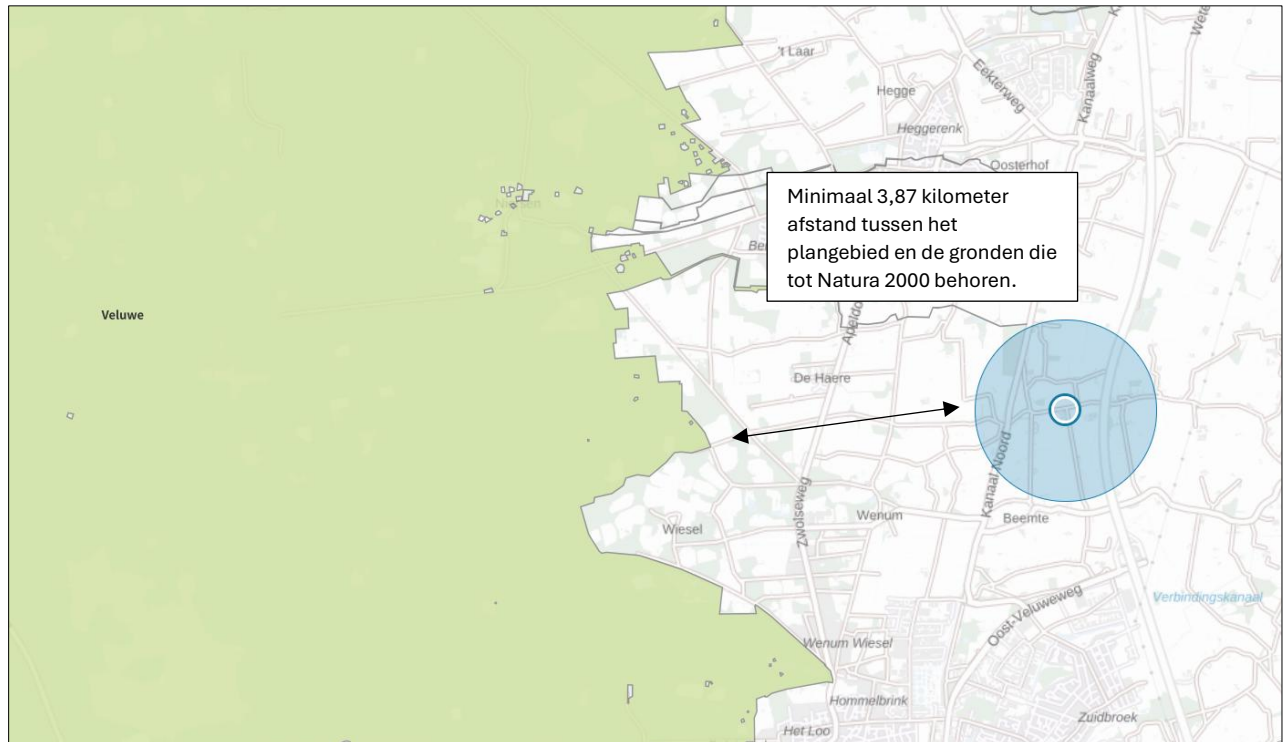 't Laar
Eekterweg
Kanaalweg
Hegge
Heggerenk
Oosterhof
Minimaal 3,87 kilometer
afstand tussen het
plangebied en de gronden die
tot Natura 2000 behoren.
Veluwe
De Haere
Kanaal Noord
Zwolseweg
Wiesel
Wenum
Beemte
Oost-Veluweweg
Verbindingskanaal
Wenum Wiesel
Hommelbrink
Zuidbroek
Het Loo